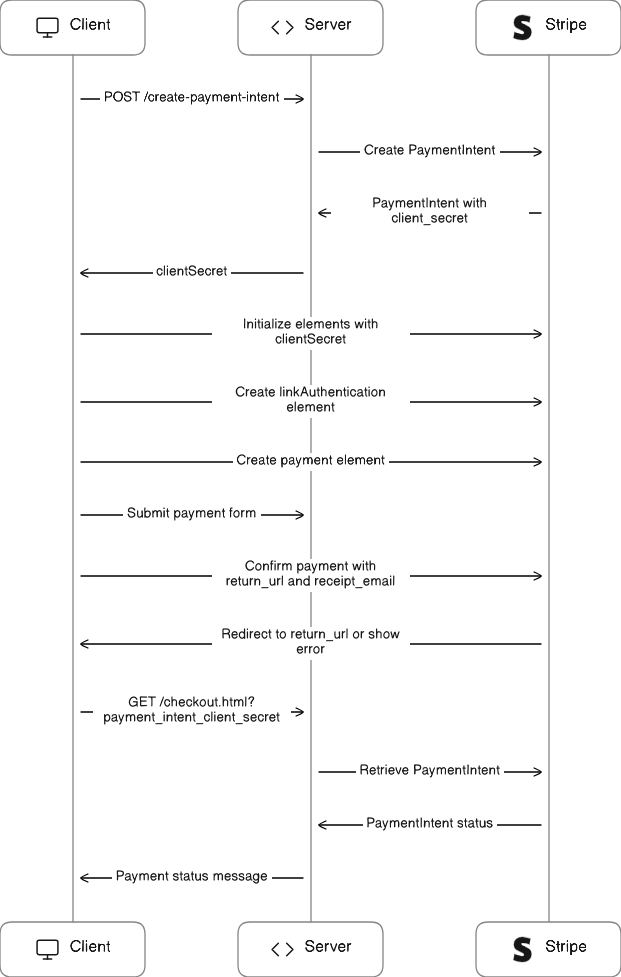 Client
Server
Stripe
POST /create-payment-intent
Create PaymentIntent
PaymentIntent with
client_secret
clientSecret
Initialize elements with
clientSecret
Create linkAuthentication
element
Create payment element
Submit payment form
Confirm payment with
return_url and receipt_email
Redirect to return_url or show
error
GET /checkout.html?
payment_intent_client_secret
Retrieve PaymentIntent
PaymentIntent status
Payment status message
Client
Server
Stripe